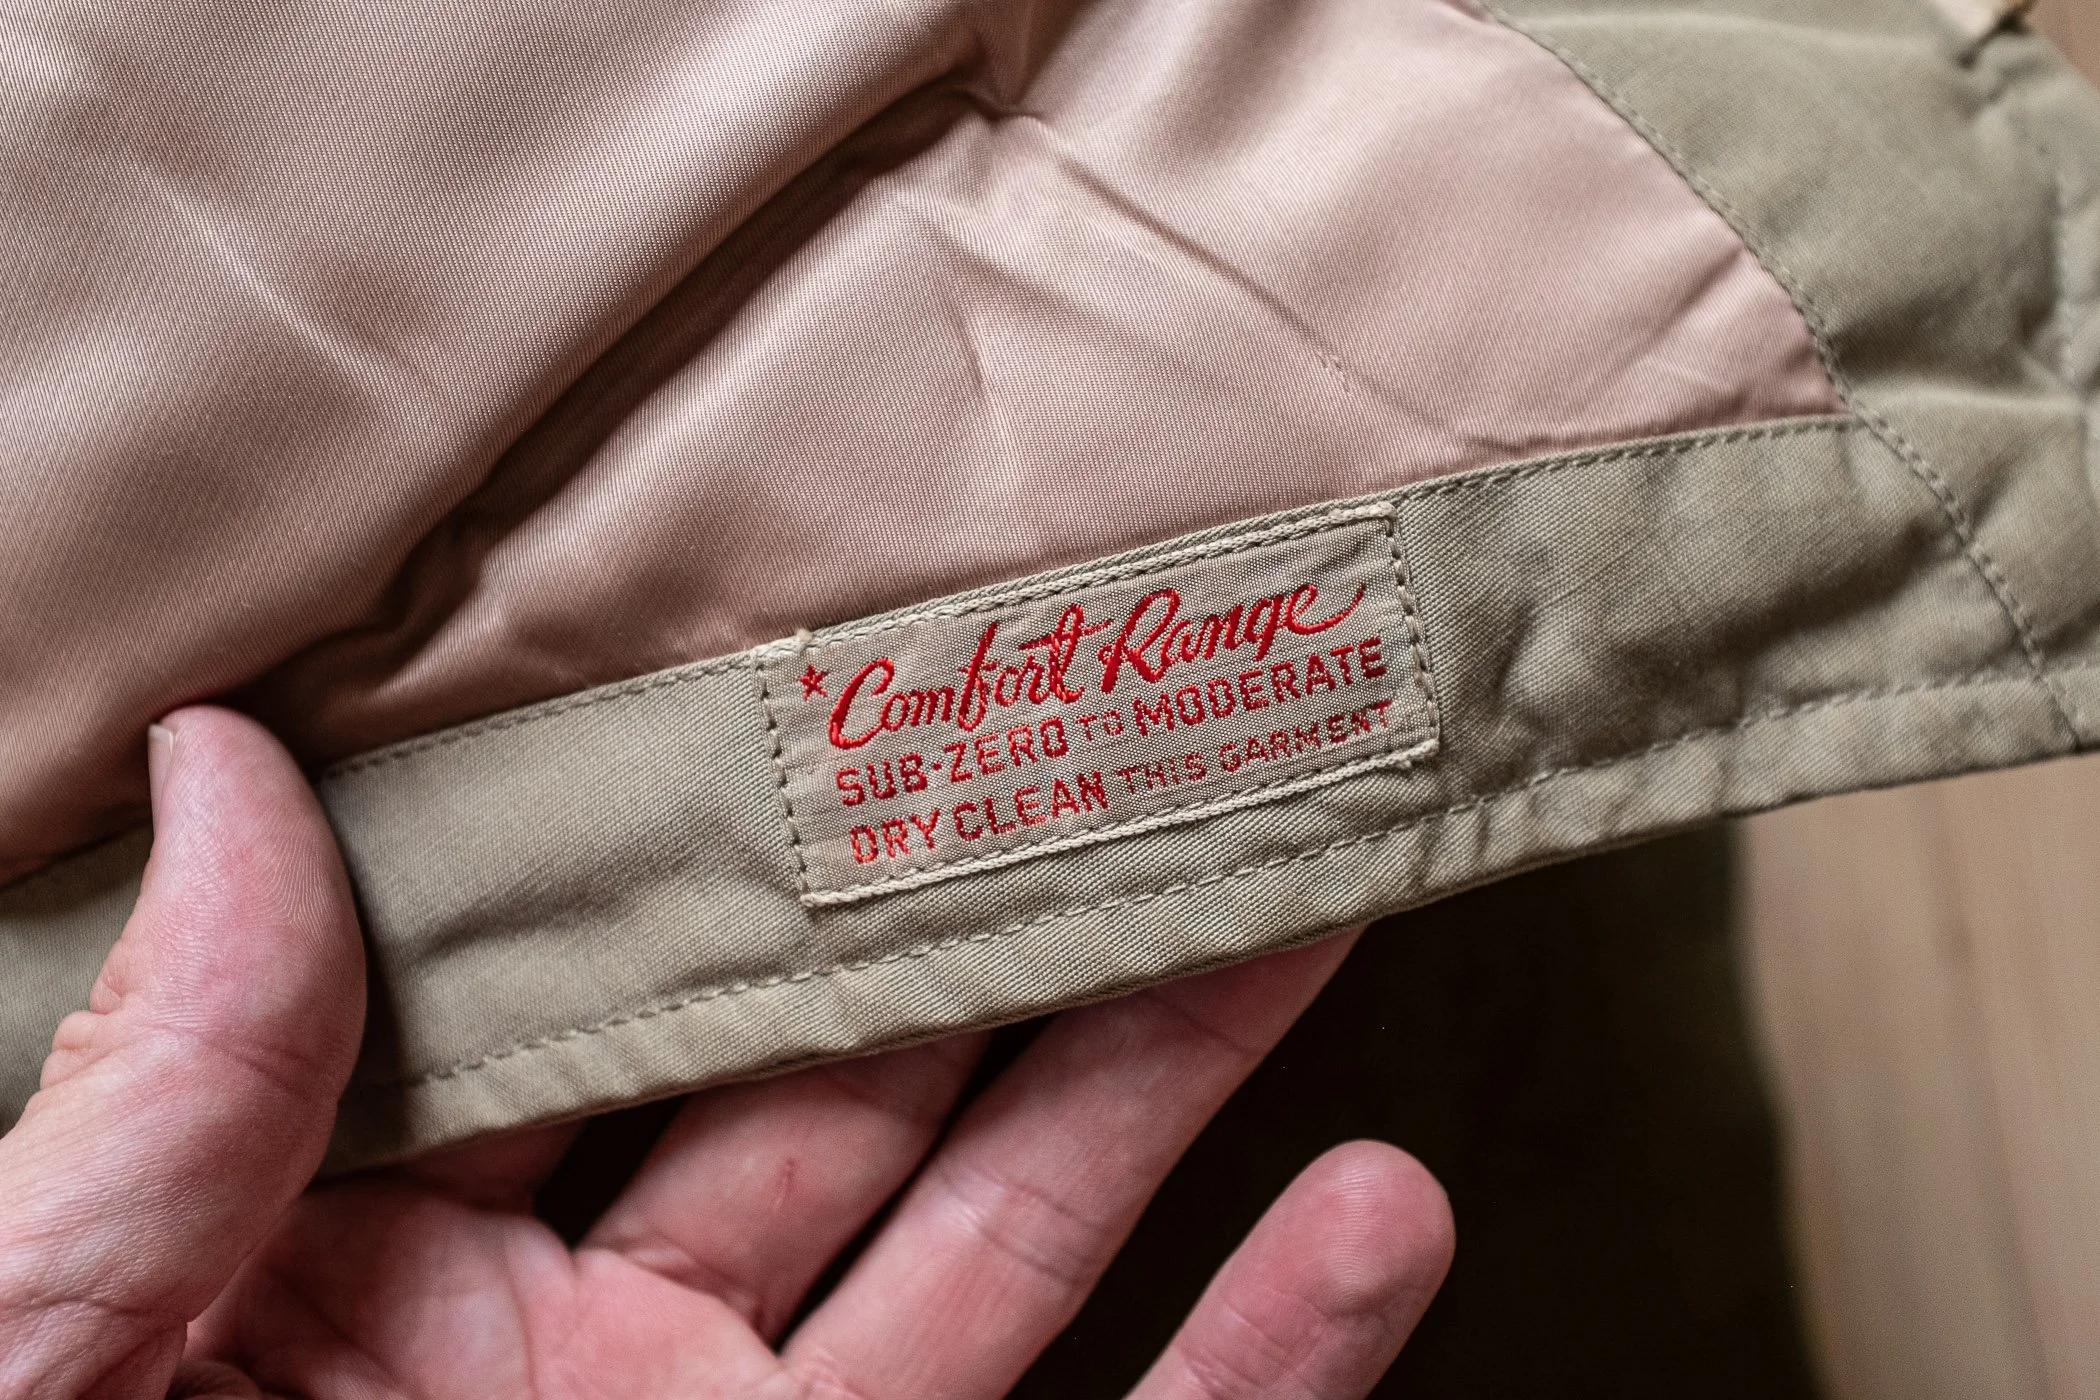 Comfort Range
SUB-ZERO TO MODERATE
DRY CLEAN THIS GARMENT